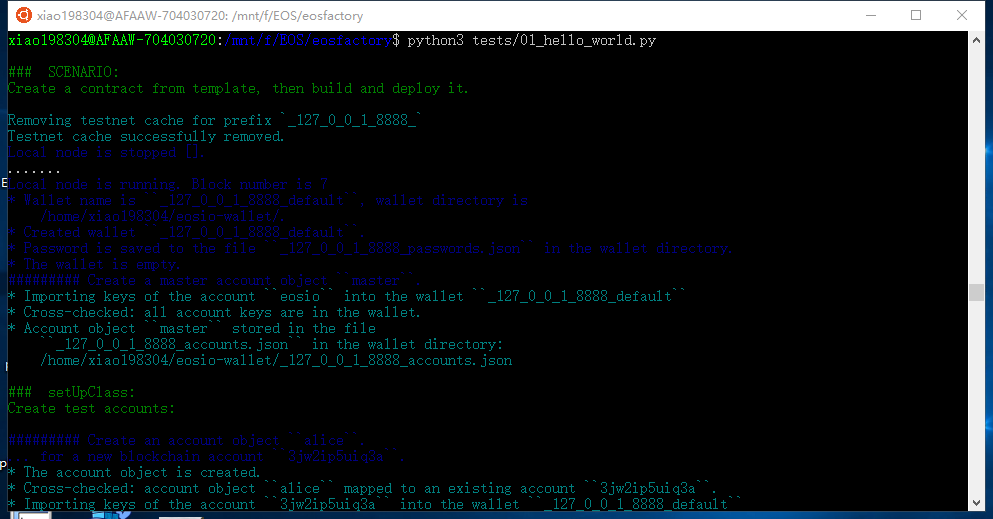 xiao198304@AFAAW-704030720: /mnt/f/EOS/eosfactory
xiao198304@AFAAW-704030720:/mnt/f/EOS/eosfactory$ python3 tests/01_hello_world.py
###  SCENARIO:
Create a contract from template, then build and deploy it.
Removing testnet cache for prefix `_127_0_0_1_8888_`
Testnet cache successfully removed.
Local node is stopped [].
.......
Local node is running. Block number is 7
* Wallet name is ``_127_0_0_1_8888_default``, wallet directory is
/home/xiao198304/eosio-wallet/.
* Created wallet ``_127_0_0_1_8888_default``.
* Password is saved to the file ``_127_0_0_1_8888_passwords.json`` in the wallet directory.
* The wallet is empty.
######### Create a master account object ``master``.
* Importing keys of the account ``eosio`` into the wallet ``_127_0_0_1_8888_default``
* Cross-checked: all account keys are in the wallet.
* Account object ``master`` stored in the file
``_127_0_0_1_8888_accounts.json`` in the wallet directory:
/home/xiao198304/eosio-wallet/_127_0_0_1_8888_accounts.json
###  setUpClass:
Create test accounts:
######### Create an account object ``alice``.
... for a new blockchain account ``3jw2ip5uiq3a``.
* The account object is created.
* Cross-checked: account object ``alice`` mapped to an existing account ``3jw2ip5uiq3a``.
* Importing keys of the account ``3jw2ip5uiq3a`` into the wallet ``_127_0_0_1_8888_default``